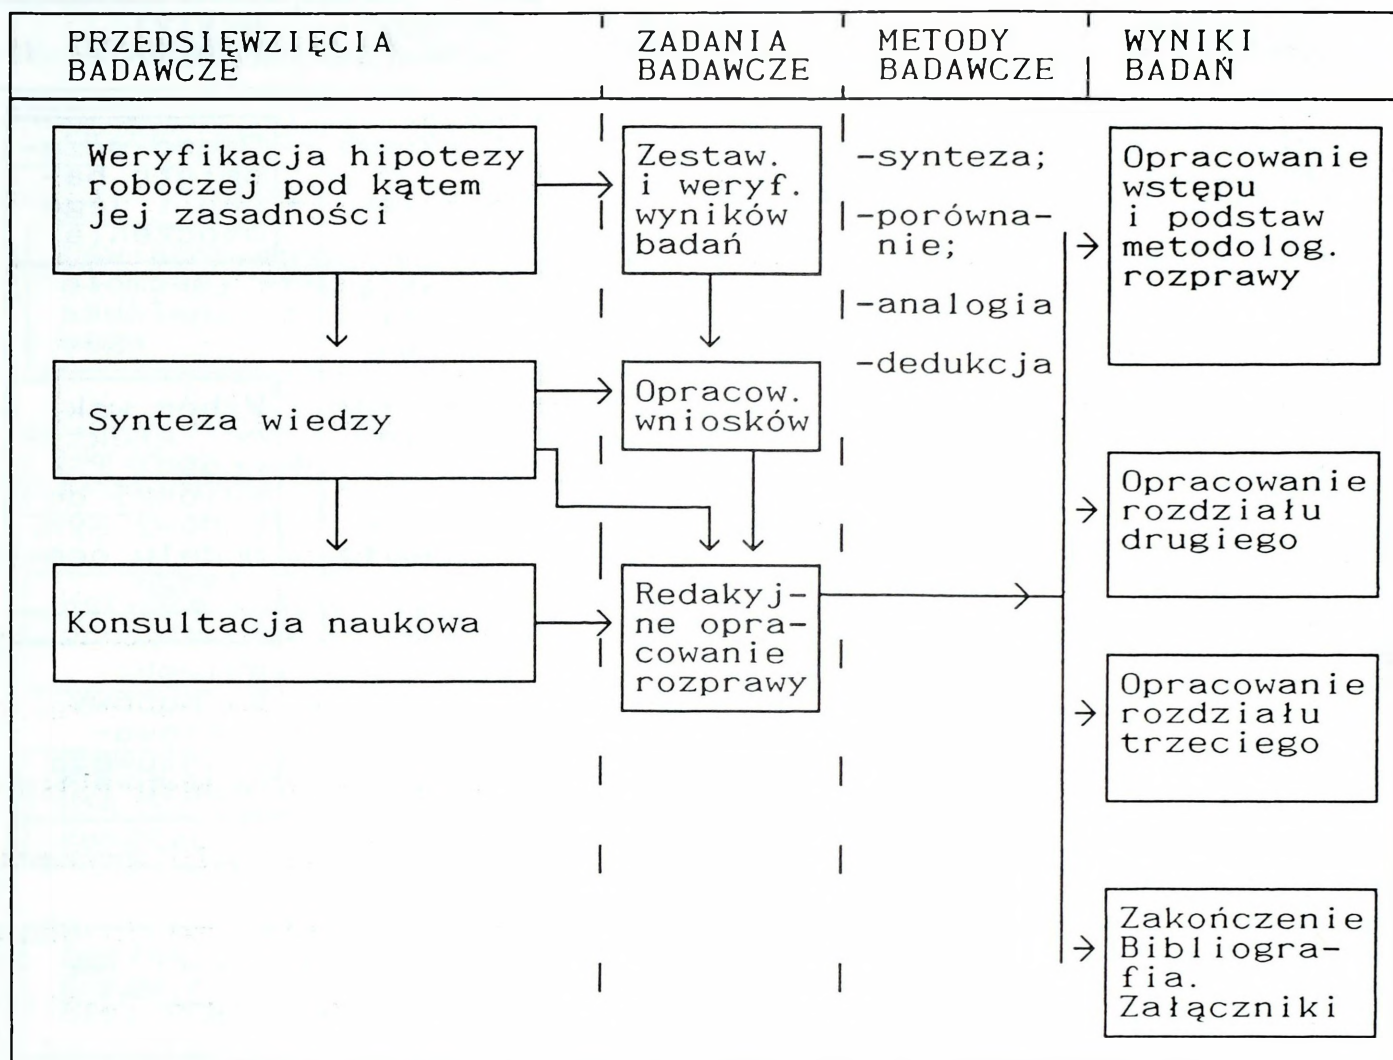 PRZEDSIĘWZIĘCIA
BADAWCZE
ZADANIA
BADAWCZE
METODY
BADAWCZE
WYNIKI
BADAŃ
Weryfikacja hipotezy
roboczej pod kątem
jej zasadności
Synteza wiedzy
Konsultacja naukowa
Zestaw.
i weryf.
wyników
badań
Opracow.
wniosków
Redakyj-
ne opra-
cowanie
rozprawy
-synteza;
-porówna-
nie;
-analogia
-dedukcja
Opracowanie
wstępu
i podstaw
metodolog.
rozprawy
Opracowanie
rozdziału
drugiego
Opracowanie
rozdziału
trzeciego
Zakończenie
Bibliogra-
fia.
Załączniki